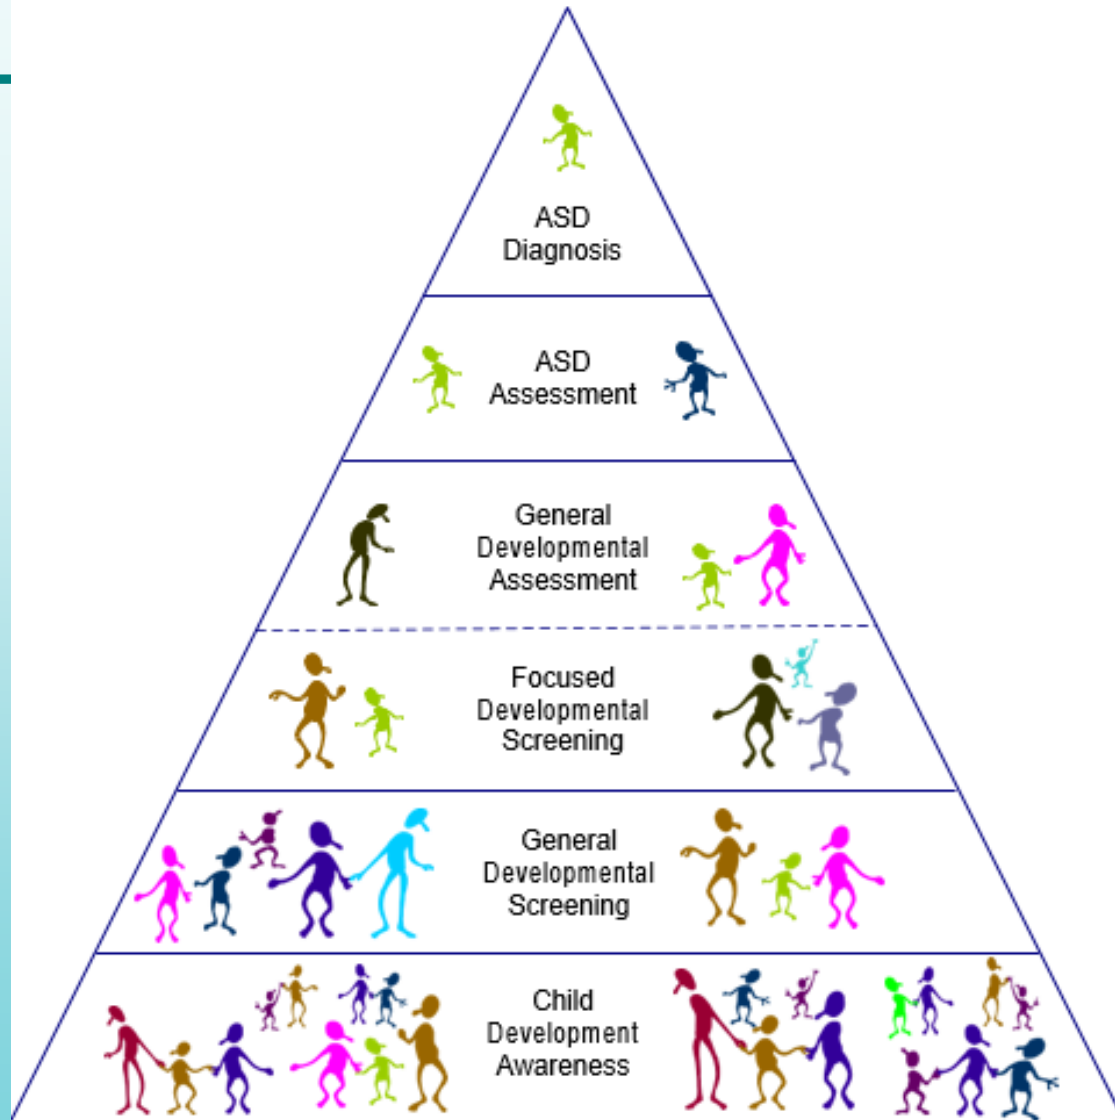 ASD
Diagnosis
ASD
Assessment
General
Developmental
Assessment
Focused
Developmental
Screening
General
Developmental
Screening
Child
Development
Awareness